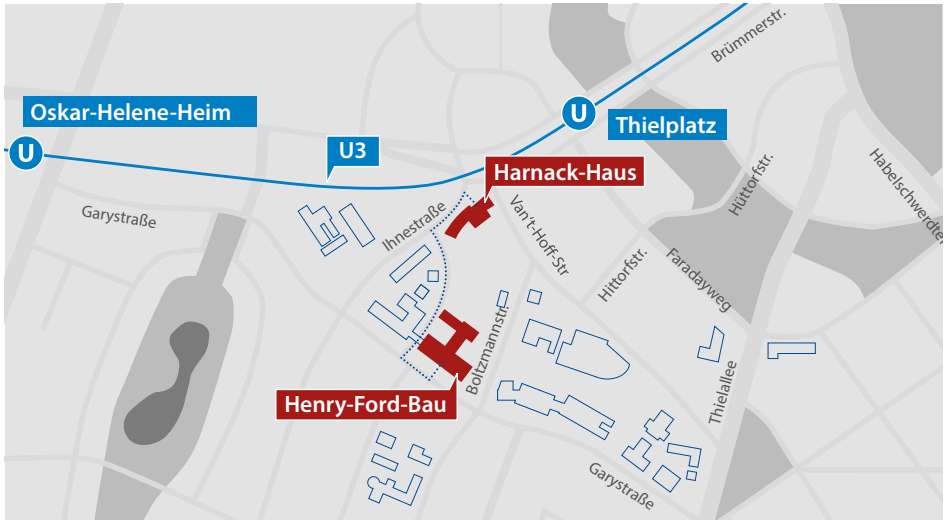 Brümmerstr.
Oskar-Helene-Heim
U
Thielplatz
U
U3
Harnack-Haus
Habelschwerdter
Hüttorfstr.
Garystraße
Ihnestraße
Van't-Hoff-Str
Hittorfstr.
Faradayweg
Boltzmannstr.
Thielallee
Henry-Ford-Bau
Garystraße